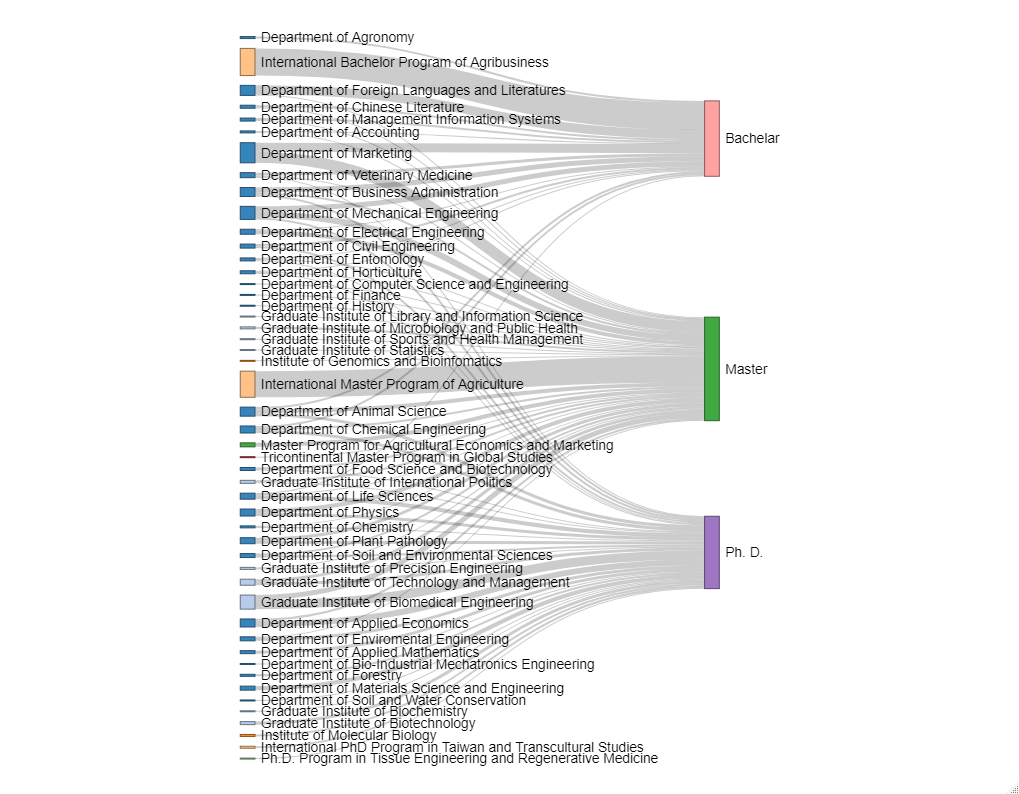 Department of Agronomy
International Bachelor Program of Agribusiness
Department of Foreign Languages and Literatures
Department of Chinese Literature
Department of Management Information Systems
Department of Accounting
Department of Marketing
Department of Veterinary Medicine
Department of Business Administration
Department of Mechanical Engineering
Department of Electrical Engineering
Department of Civil Engineering
Department of Entomology
Department of Horticulture
Department of Computer Science and Engineering
Department of Finance
Department of History
Graduate Institute of Library and Information Science
Graduate Institute of Microbiology and Public Health
Graduate Institute of Sports and Health Management
Graduate Institute of Statistics
Institute of Genomics and Bioinfomatics
International Master Program of Agriculture
Department of Animal Science
Department of Chemical Engineering
Master Program for Agricultural Economics and Marketing
Tricontinental Master Program in Global Studies
Department of Food Science and Biotechnology
Graduate Institute of International Politics
Department of Life Sciences
Department of Physics
Department of Chemistry
Department of Plant Pathology
Department of Soil and Environmental Sciences
Graduate Institute of Precision Engineering
Graduate Institute of Technology and Management
Graduate Institute of Biomedical Engineering
Department of Applied Economics
Department of Enviromental Engineering
Department of Applied Mathematics
Department of Bio-Industrial Mechatronics Engineering
Department of Forestry
Department of Materials Science and Engineering
Department of Soil and Water Conservation
Graduate Institute of Biochemistry
Graduate Institute of Biotechnology
Institute of Molecular Biology
International PhD Program in Taiwan and Transcultural Studies
Ph.D. Program in Tissue Engineering and Regenerative Medicine
Bachelar
Master
Ph. D.